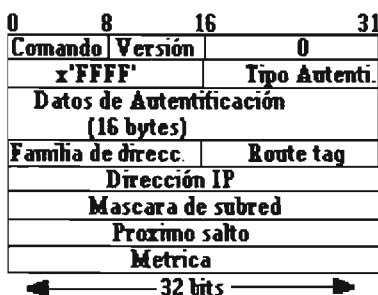 0 8 16 31
Comando Versión 0
x'FFFF' Tipo Autenti.
Datos de Autentificación
(16 bytes)
Familia de direcc. Route tag
Dirección IP
Mascara de subred
Proximo salto
Metrica
32 bits